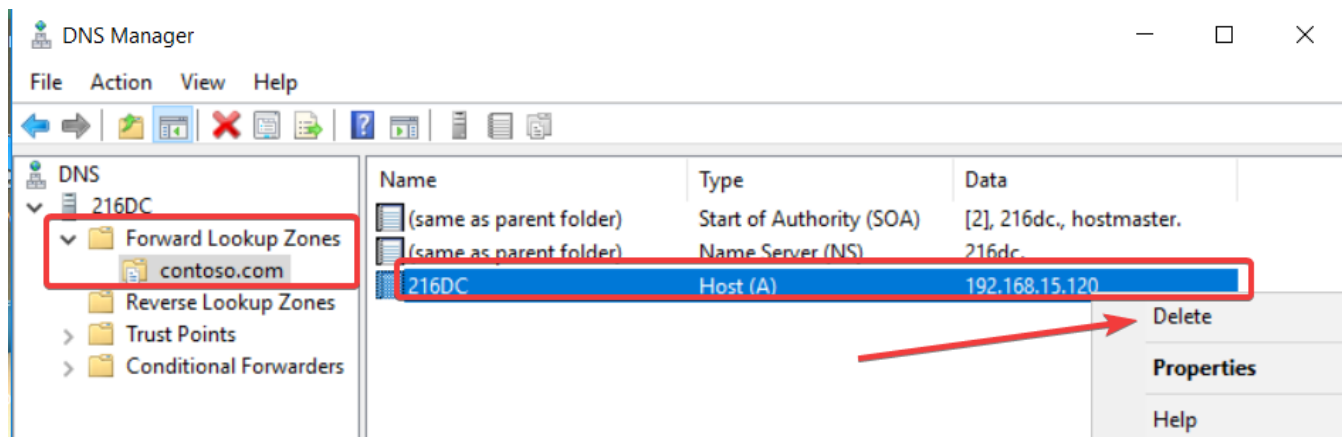 DNS Manager
File Action View Help
DNS
216DC
Forward Lookup Zones
contoso.com
Reverse Lookup Zones
Trust Points
Conditional Forwarders
Name Type Data
(same as parent folder) Start of Authority (SOA) [2], 216dc., hostmaster.
(same as parent folder) Name Server (NS) 216dc.
216DC Host (A) 192.168.15.120
Delete
Properties
Help